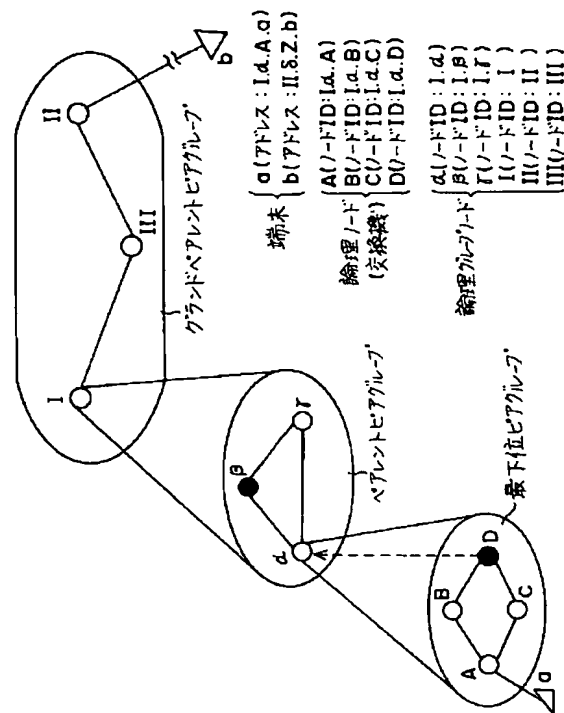 I
III
II
b
グランドペアレントピアグループ
β
γ
α
ペアレントピアグループ
B
A
D
C
a
最下位ピアグループ
端末
a(アドレス:I.α.A.a)
b(アドレス:II.δ.Z.b)
論理ノード
(交換機)
A(ノードID:I.α.A)
B(ノードID:I.α.B)
C(ノードID:I.α.C)
D(ノードID:I.α.D)
論理グループノード
α(ノードID:I.α)
β(ノードID:I.β)
γ(ノードID:I.γ)
I(ノードID:I)
II(ノードID:II)
III(ノードID:III)